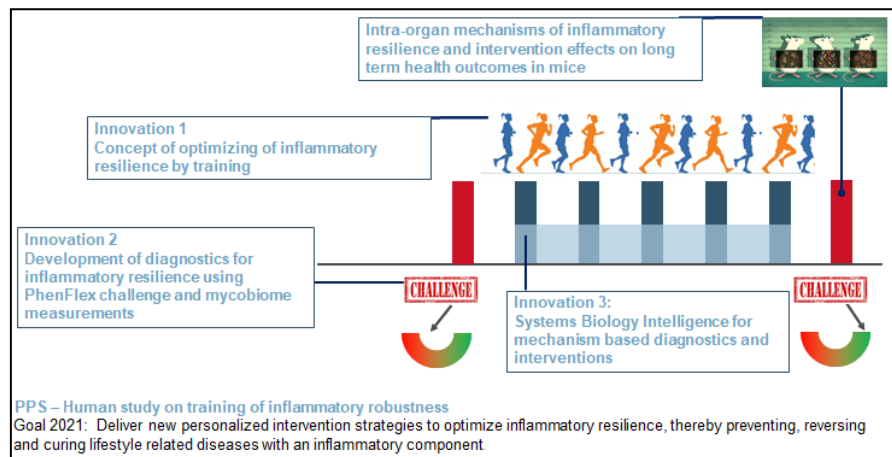 Intra-organ mechanisms of inflammatory
resilience and intervention effects on long
term health outcomes in mice
Innovation 1
Concept of optimizing of inflammatory
resilience by training
Innovation 2
Development of diagnostics for
inflammatory resilience using
PhenFlex challenge and mycobiome
measurements
CHALLENGE
CHALLENGE
Innovation 3:
Systems Biology Intelligence for
mechanism based diagnostics and
interventions
PPS – Human study on training of inflammatory robustness
Goal 2021: Deliver new personalized intervention strategies to optimize inflammatory resilience, thereby preventing, reversing
and curing lifestyle related diseases with an inflammatory component